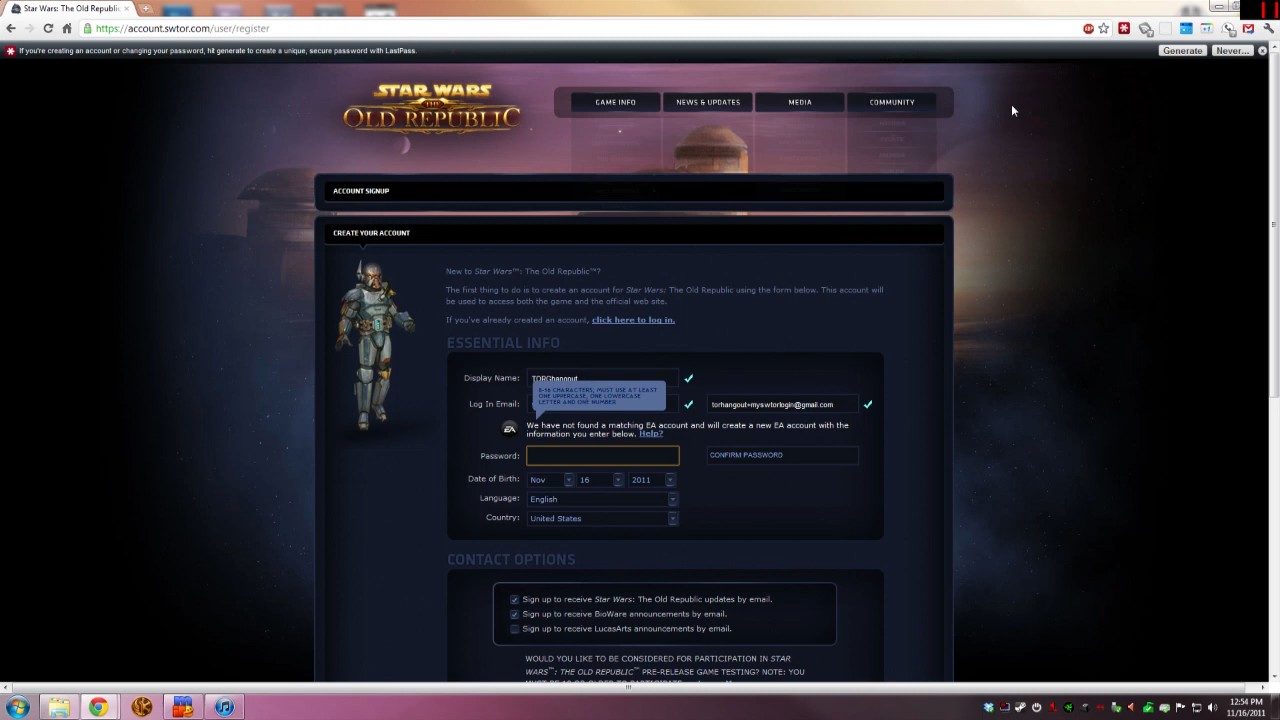 Star Wars: The Old Republic
https://account.swtor.com/user/register
If you're creating an account or changing your password, hit generate to create a unique, secure password with LastPass.
Generate
Never...
STAR WARS
THE
OLD REPUBLIC
GAME INFO
NEWS & UPDATES
MEDIA
COMMUNITY
ACCOUNT SIGNUP
CREATE YOUR ACCOUNT
New to Star Wars™: The Old Republic™?
The first thing to do is to create an account for Star Wars: The Old Republic using the form below. This account will
be used to access both the game and the official web site.
If you've already created an account, click here to log in.
ESSENTIAL INFO
Display Name:
TORGhangout
CHARACTERS; MUST USE AT LEAST
ONE UPPERCASE, ONE LOWERCASE
LETTER AND ONE NUMBER
Log In Email:
torhangout+myswtorlogin@gmail.com
EA
We have not found a matching EA account and will create a new EA account with the
information you enter below. Help?
Password:
CONFIRM PASSWORD
Date of Birth:
Nov
16
2011
Language:
English
Country:
United States
CONTACT OPTIONS
Sign up to receive Star Wars: The Old Republic updates by email.
Sign up to receive BioWare announcements by email.
Sign up to receive LucasArts announcements by email.
WOULD YOU LIKE TO BE CONSIDERED FOR PARTICIPATION IN STAR
WARS™: THE OLD REPUBLIC™ PRE-RELEASE GAME TESTING? NOTE: YOU
12:54 PM
11/16/2011